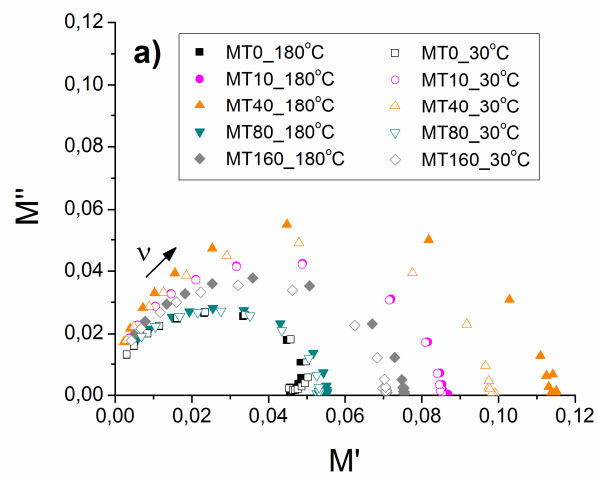 0,12
a)
MT0_180°C
MT0_30°C
MT10_180°C
MT10_30°C
MT40_180°C
MT40_30°C
MT80_180°C
MT80_30°C
MT160_180°C
MT160_30°C
0,10
0,08
0,06
0,04
0,02
0,00
M''
ν
0,00
0,02
0,04
0,06
0,08
0,10
0,12
M'